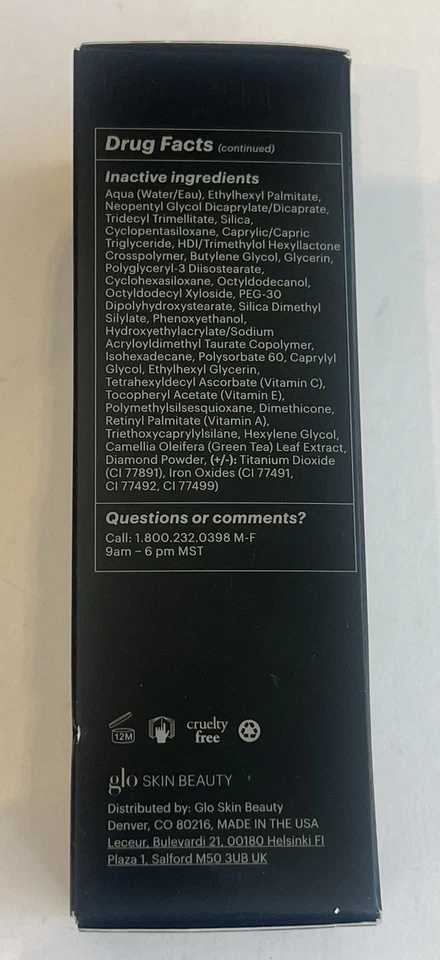 Drug Facts (continued)
Inactive ingredients
Aqua (Water/Eau), Ethylhexyl Palmitate,
Neopentyl Glycol Dicaprylate/Dicaprate,
Tridecyl Trimellitate, Silica,
Cyclopentasiloxane, Caprylic/Capric
Triglyceride, HDI/Trimethylol Hexyllactone
Crosspolymer, Butylene Glycol, Glycerin,
Polyglyceryl-3 Diisostearate,
Cyclohexasiloxane, Octyldodecanol,
Octyldodecyl Xyloside, PEG-30
Dipolyhydroxystearate, Silica Dimethyl
Silylate, Phenoxyethanol,
Hydroxyethylacrylate/Sodium
Acryloyldimethyl Taurate Copolymer,
Isohexadecane, Polysorbate 60, Caprylyl
Glycol, Ethylhexyl Glycerin,
Tetrahexyldecyl Ascorbate (Vitamin C),
Tocopheryl Acetate (Vitamin E),
Polymethylsilsesquioxane, Dimethicone,
Retinyl Palmitate (Vitamin A),
Triethoxycaprylylsilane, Hexylene Glycol,
Camellia Oleifera (Green Tea) Leaf Extract,
Diamond Powder, (+/-): Titanium Dioxide
(CI 77891), Iron Oxides (CI 77491,
CI 77492, CI 77499)
Questions or comments?
Call: 1.800.232.0398 M-F
9am – 6 pm MST
12M
cruelty
free
glo SKIN BEAUTY
Distributed by: Glo Skin Beauty
Denver, CO 80216, MADE IN THE USA
Leceur, Bulevardi 21, 00180 Helsinki FI
Plaza 1, Salford M50 3UB UK